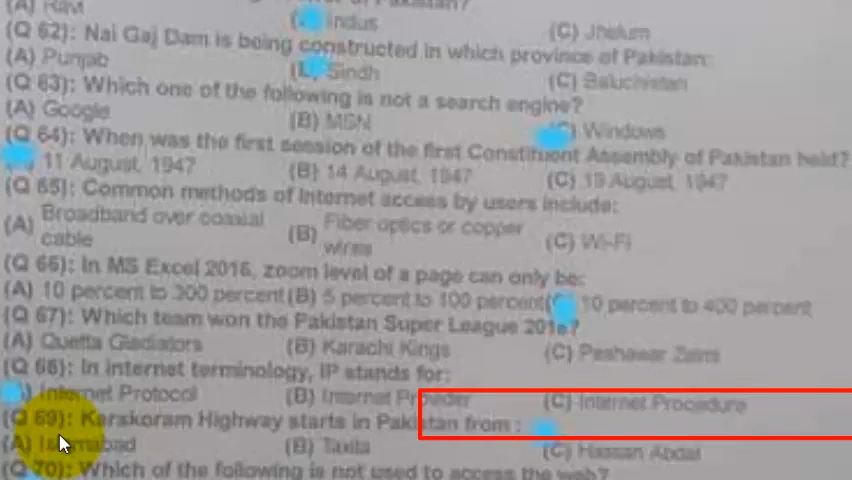 (A) Ravi
Indus
(C) Jhelum
(Q 62): Nai Gaj Dam is being constructed in which province of Pakistan:
(A) Punjab
Sindh
(C) Baluchistan
(Q 63): Which one of the following is not a search engine?
(A) Google
(B) MSN
(C) Windows
(Q 64): When was the first session of the first Constituent Assembly of Pakistan held?
11 August, 1947
(B) 14 August, 1947
(C) 19 August, 1947
(Q 65): Common methods of Internet access by users include:
(A) Broadband over coaxial cable
(B) Fiber optics or copper wires
(C) Wi-Fi
(Q 66): In MS Excel 2016, zoom level of a page can only be:
(A) 10 percent to 300 percent (B) 5 percent to 100 percent (C) 10 percent to 400 percent
(Q 67): Which team won the Pakistan Super League
(A) Quetta Gladiators
(B) Karachi Kings
(C) Peshawar Zalmi
(Q 68): In internet terminology, IP stands for:
Internet Protocol
(B) Internet Provider
(C) Internet Procedure
(Q 69): Karakoram Highway starts in Pakistan from :
(A) Islamabad
(B) Taxila
(C) Hassan Abdal
(Q 70): Which of the following is not used to access the web?